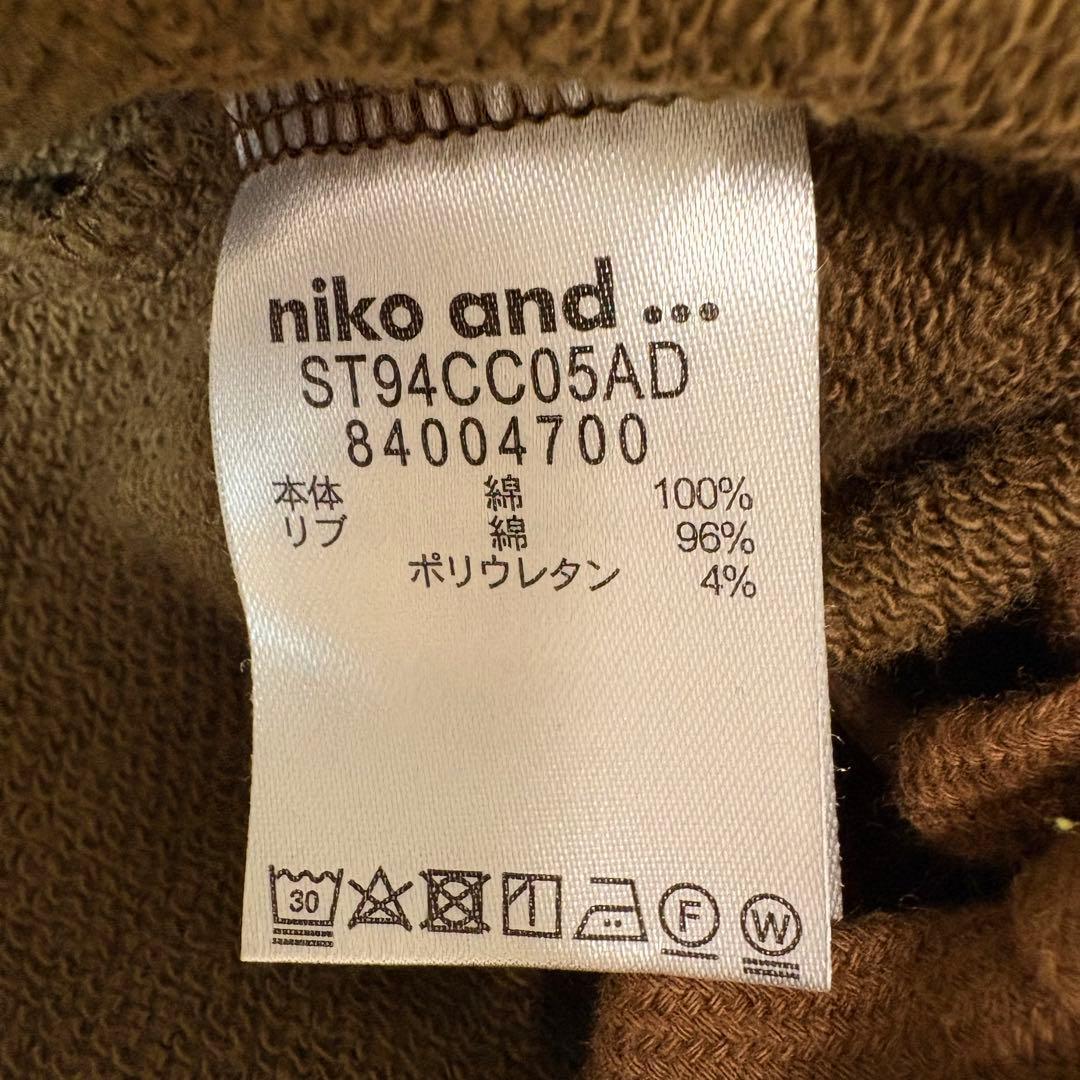 niko and ...
ST94CC05AD
84004700
本体 綿 100%
リブ 綿 96%
ポリウレタン 4%
30 F W